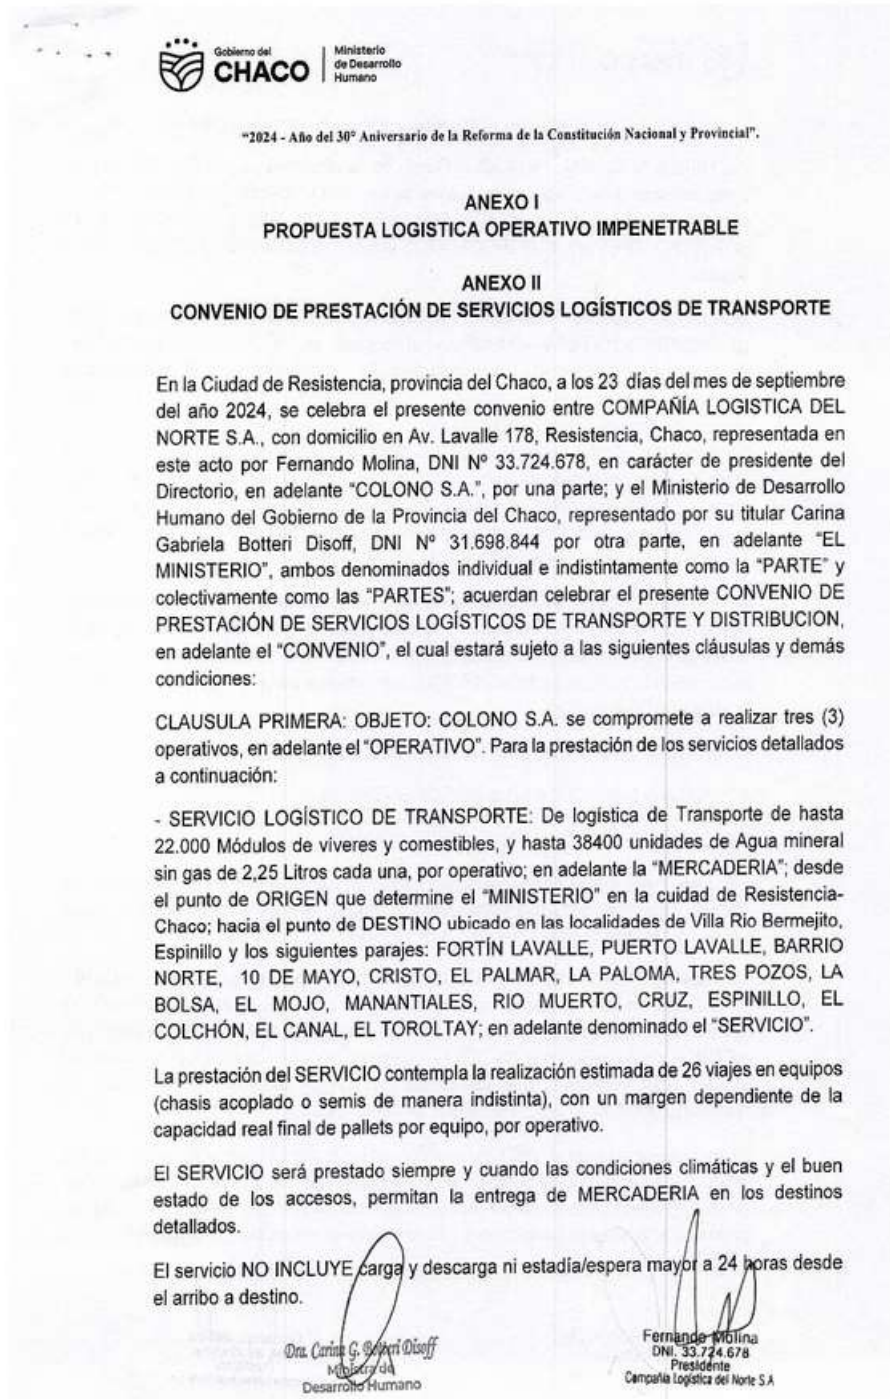 Gobierno del
CHACO
Ministerio
de Desarrollo
Humano
"2024 - Año del 30° Aniversario de la Reforma de la Constitución Nacional y Provincial".
ANEXO I
PROPUESTA LOGISTICA OPERATIVO IMPENETRABLE
ANEXO II
CONVENIO DE PRESTACIÓN DE SERVICIOS LOGÍSTICOS DE TRANSPORTE
En la Ciudad de Resistencia, provincia del Chaco, a los 23 días del mes de septiembre
del año 2024, se celebra el presente convenio entre COMPAÑÍA LOGISTICA DEL
NORTE S.A., con domicilio en Av. Lavalle 178, Resistencia, Chaco, representada en
este acto por Fernando Molina, DNI Nº 33.724.678, en carácter de presidente del
Directorio, en adelante "COLONO S.A.", por una parte; y el Ministerio de Desarrollo
Humano del Gobierno de la Provincia del Chaco, representado por su titular Carina
Gabriela Botteri Disoff, DNI Nº 31.698.844 por otra parte, en adelante "EL
MINISTERIO", ambos denominados individual e indistintamente como la "PARTE" y
colectivamente como las "PARTES"; acuerdan celebrar el presente CONVENIO DE
PRESTACIÓN DE SERVICIOS LOGÍSTICOS DE TRANSPORTE Y DISTRIBUCION,
en adelante el "CONVENIO", el cual estará sujeto a las siguientes cláusulas y demás
condiciones:
CLAUSULA PRIMERA: OBJETO: COLONO S.A. se compromete a realizar tres (3)
operativos, en adelante el "OPERATIVO". Para la prestación de los servicios detallados
a continuación:
- SERVICIO LOGÍSTICO DE TRANSPORTE: De logística de Transporte de hasta
22.000 Módulos de viveres y comestibles, y hasta 38400 unidades de Agua mineral
sin gas de 2,25 Litros cada una, por operativo; en adelante la "MERCADERIA"; desde
el punto de ORIGEN que determine el "MINISTERIO" en la cuidad de Resistencia-
Chaco; hacia el punto de DESTINO ubicado en las localidades de Villa Rio Bermejito,
Espinillo y los siguientes parajes: FORTÍN LAVALLE, PUERTO LAVALLE, BARRIO
NORTE, 10 DE MAYO, CRISTO, EL PALMAR, LA PALOMA, TRES POZOS, LA
BOLSA, EL MOJO, MANANTIALES, RIO MUERTO, CRUZ, ESPINILLO, EL
COLCHÓN, EL CANAL, EL TOROLTAY; en adelante denominado el "SERVICIO".
La prestación del SERVICIO contempla la realización estimada de 26 viajes en equipos
(chasis acoplado o semis de manera indistinta), con un margen dependiente de la
capacidad real final de pallets por equipo, por operativo.
El SERVICIO será prestado siempre y cuando las condiciones climáticas y el buen
estado de los accesos, permitan la entrega de MERCADERIA en los destinos
detallados.
El servicio NO INCLUYE carga y descarga ni estadía/espera mayor a 24 horas desde
el arribo a destino.
Dra. Carina G. Botteri Disoff
Ministra de
Desarrollo Humano
Fernando Molina
DNI. 33.724.678
Presidente
Compañía Logística del Norte S.A